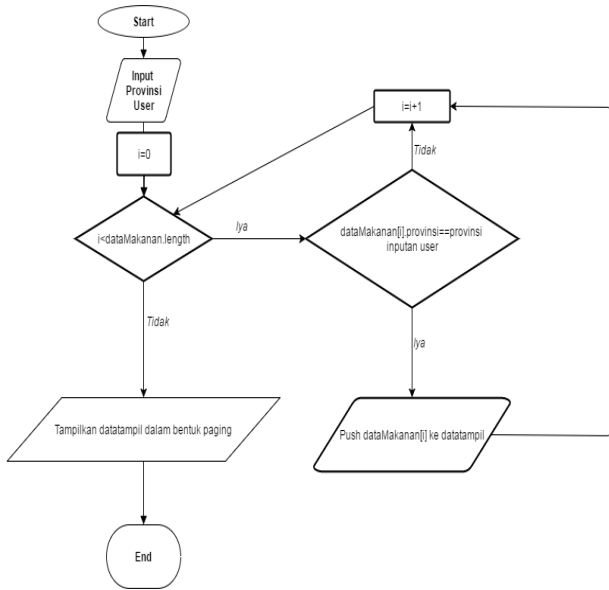 Start
Input
Provinsi
User
i=0
i<dataMakanan.length
Iya
dataMakanan[i].provinsi==provinsi
inputan user
Tidak
i=i+1
Iya
Push dataMakanan[i] ke datatampil
Tidak
Tampilkan datatampil dalam bentuk paging
End